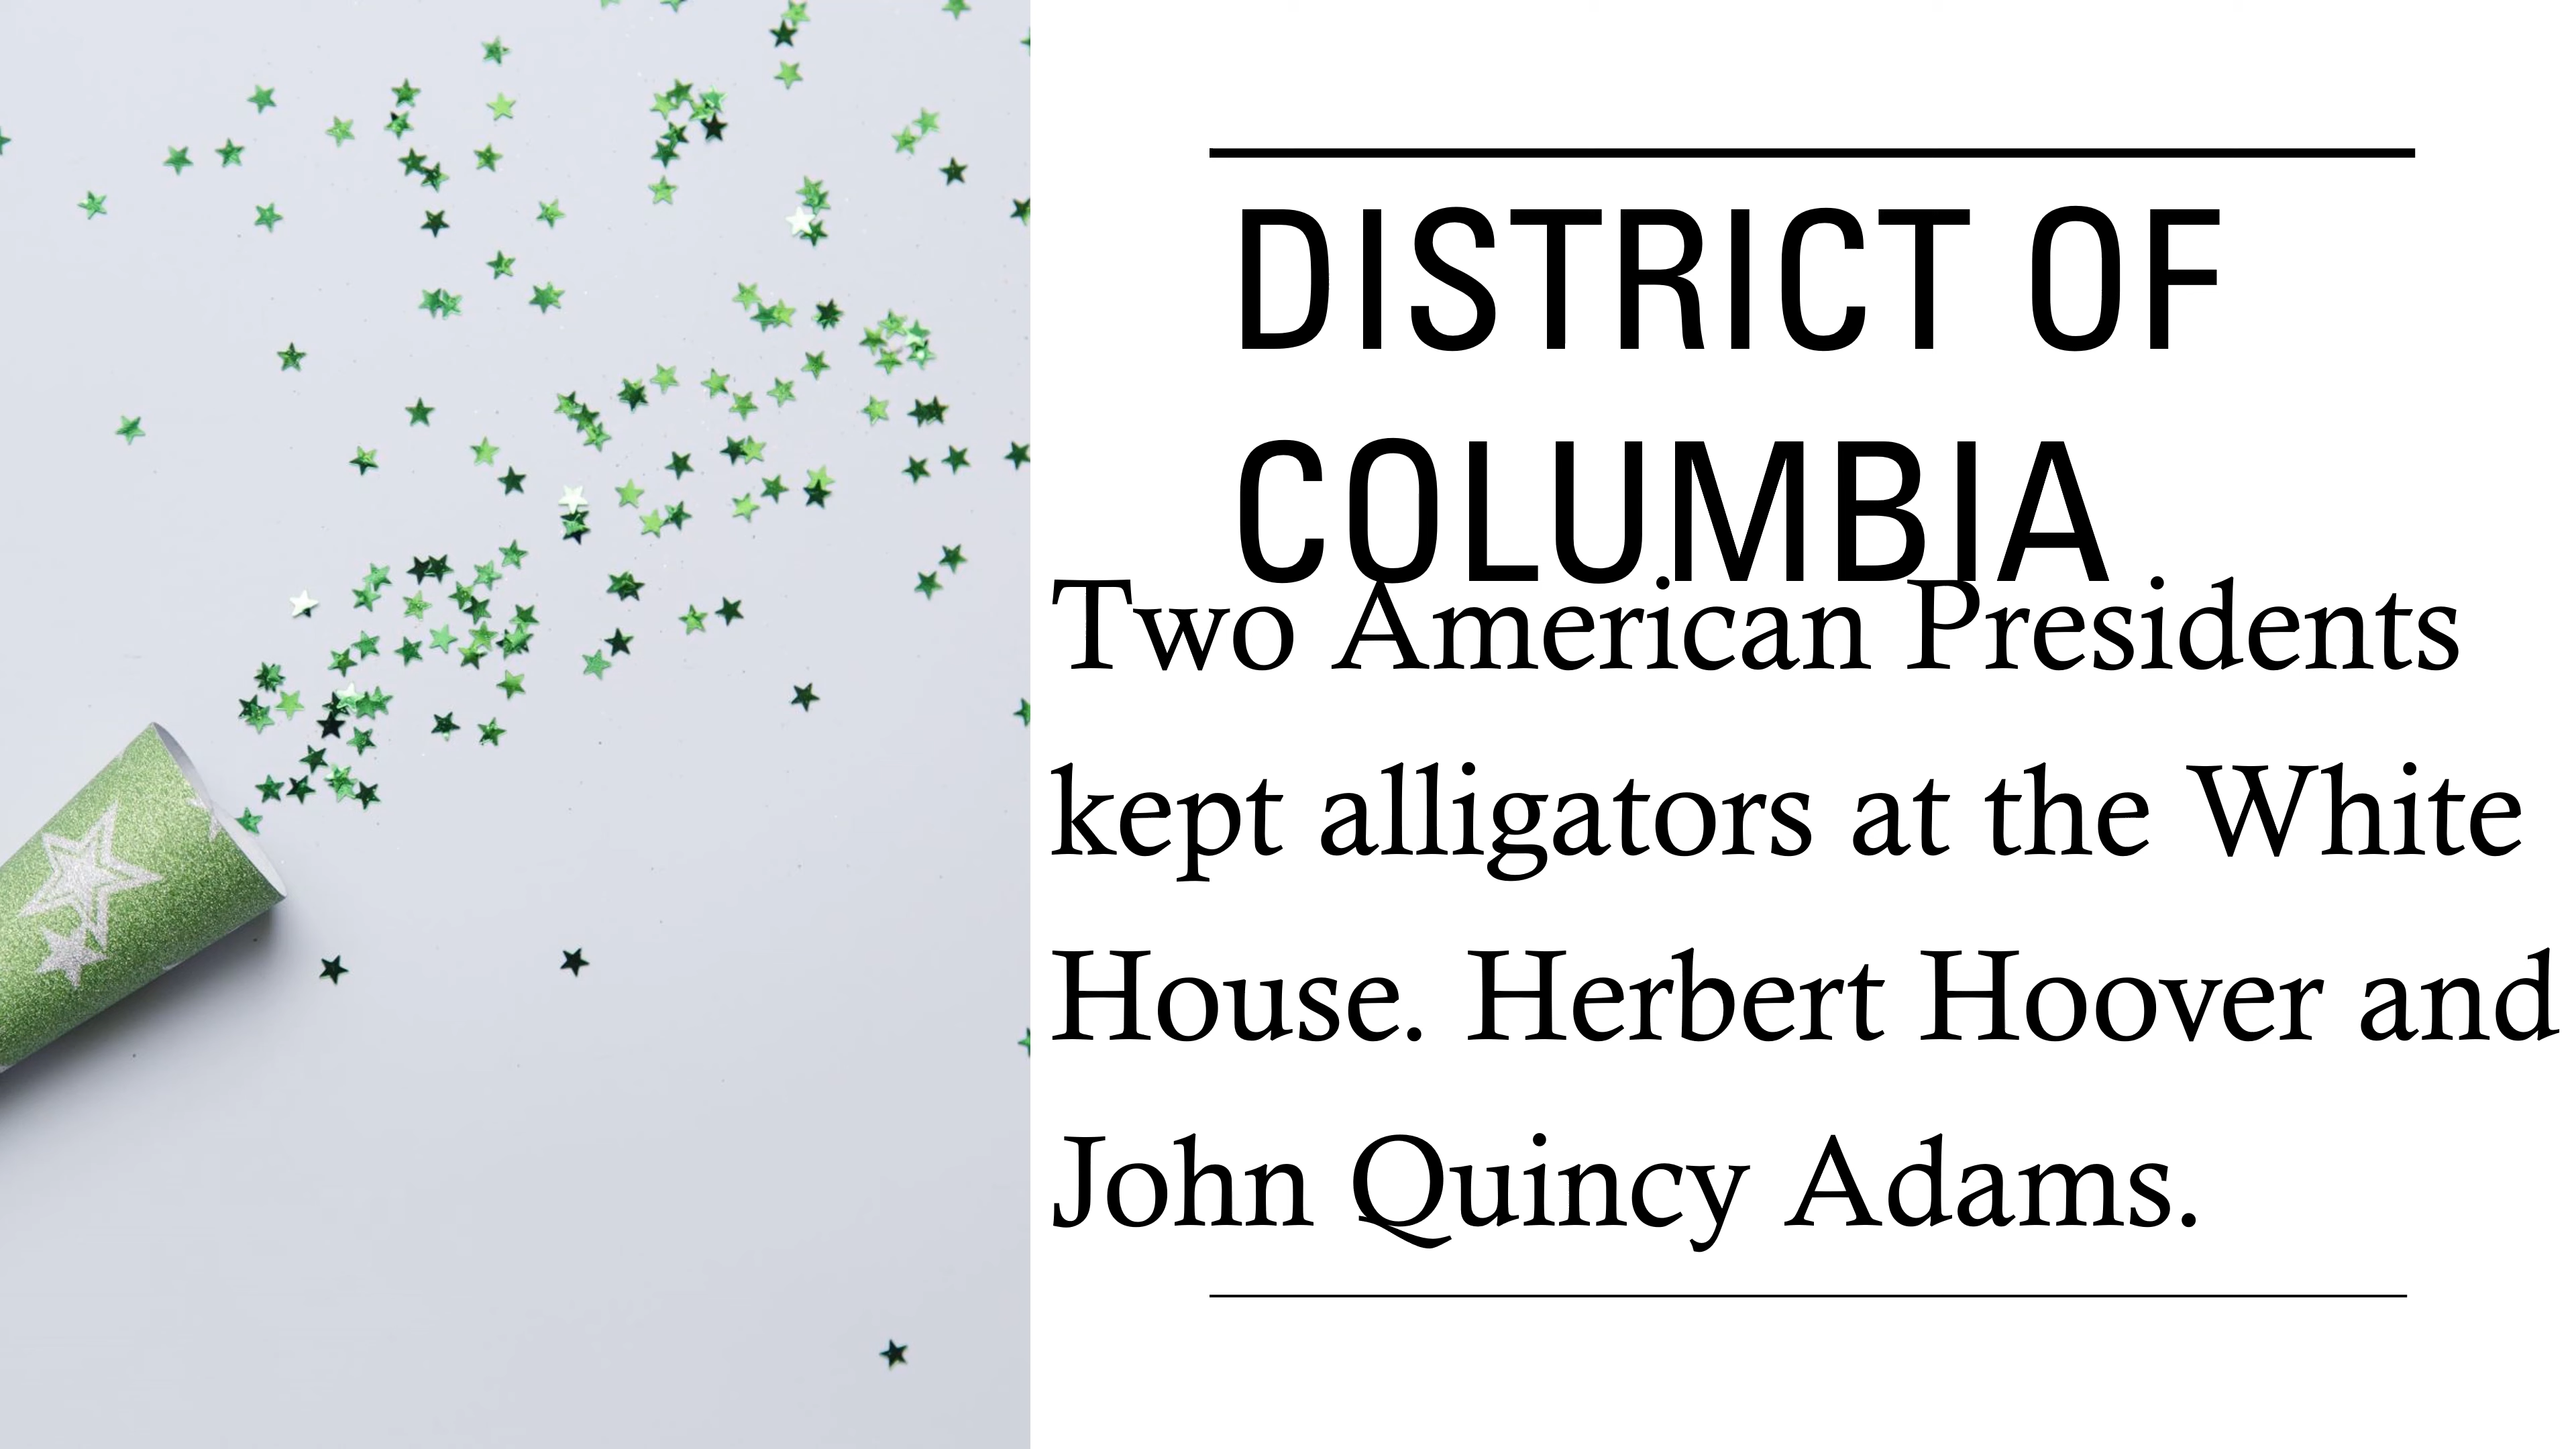 DISTRICT OF
COLUMBIA
Two American Presidents
kept alligators at the White
House. Herbert Hoover and
John Quincy Adams.